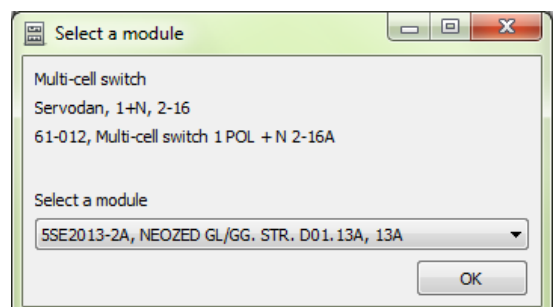 Select a module
Multi-cell switch
Servodan, 1+N, 2-16
61-012, Multi-cell switch 1 POL + N 2-16A
Select a module
5SE2013-2A, NEOZED GL/GG. STR. D01.13A, 13A
OK